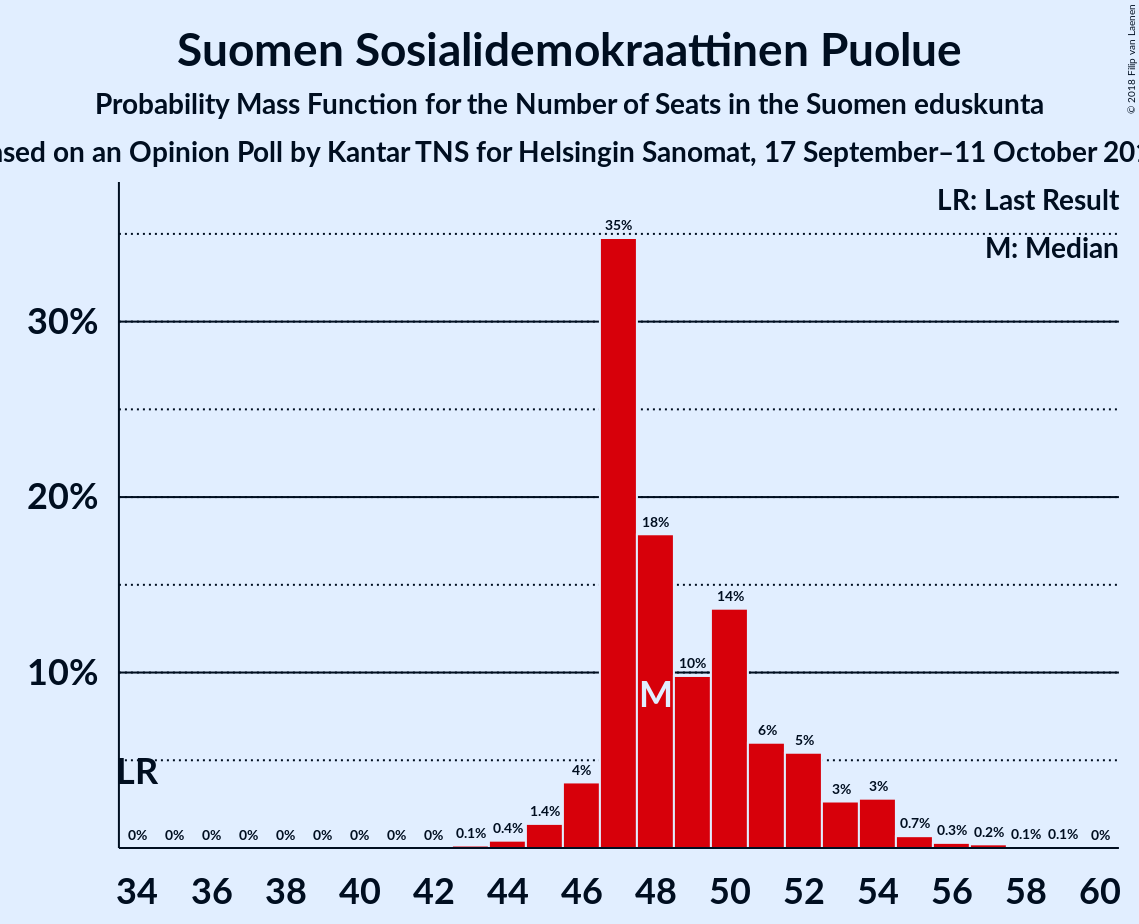 Suomen Sosialidemokraattinen Puolue
Probability Mass Function for the Number of Seats in the Suomen eduskunta
on an Opinion Poll by Kantar TNS for Helsingin Sanomat, 17 September–11 October
© 2018 Filip van Laenen
LR: Last Result
M: Median
30%
20%
10%
LR
M
0% 0% 0% 0% 0% 0% 0% 0% 0% 0.1% 0.4% 1.4% 4% 35% 18% 10% 14% 6% 5% 3% 3% 0.7% 0.3% 0.2% 0.1% 0.1% 0%
34 36 38 40 42 44 46 48 50 52 54 56 58 60